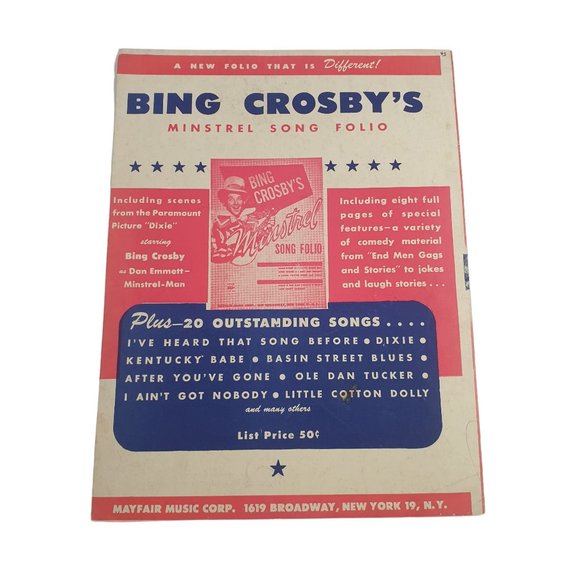 A NEW FOLIO THAT IS Different!
BING CROSBY'S
MINSTREL SONG FOLIO
Including scenes
from the Paramount
Picture "Dixie"
starring
Bing Crosby
as Dan Emmett—
Minstrel-Man
BING
CROSBY'S
Minstrel
SONG FOLIO
Including eight full
pages of special
features—a variety
of comedy material
from "End Men Gags
and Stories" to jokes
and laugh stories . . .
Plus—20 OUTSTANDING SONGS . . . .
I'VE HEARD THAT SONG BEFORE • DIXIE •
KENTUCKY BABE • BASIN STREET BLUES •
AFTER YOU'VE GONE • OLE DAN TUCKER •
I AIN'T GOT NOBODY • LITTLE COTTON DOLLY
and many others
List Price 50¢
MAYFAIR MUSIC CORP. 1619 BROADWAY, NEW YORK 19, N.Y.